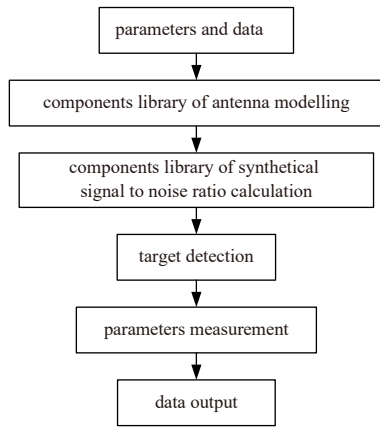 parameters and data
components library of antenna modelling
components library of synthetical
signal to noise ratio calculation
target detection
parameters measurement
data output